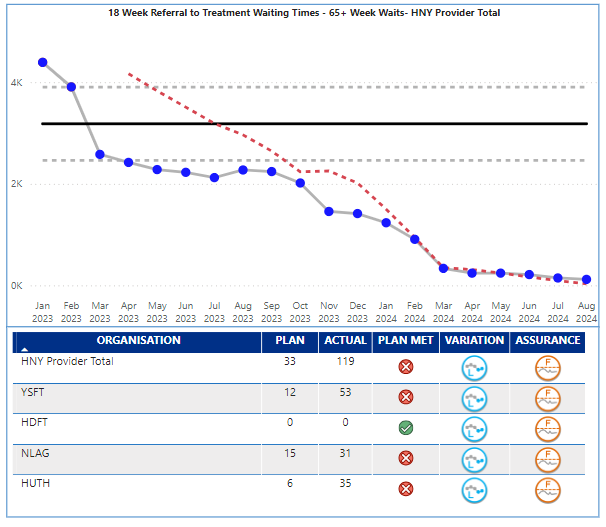 18 Week Referral to Treatment Waiting Times - 65+ Week Waits- HNY Provider Total
4K
2K
0K
Jan Feb Mar Apr May Jun Jul Aug Sep Oct Nov Dec Jan Feb Mar Apr May Jun Jul Aug
2023 2023 2023 2023 2023 2023 2023 2023 2023 2023 2023 2023 2024 2024 2024 2024 2024 2024 2024 2024
ORGANISATION PLAN ACTUAL PLAN MET VARIATION ASSURANCE
HNY Provider Total 33 119 L F
YSFT 12 53 L F
HDFT 0 0 L F
NLAG 15 31 L F
HUTH 6 35 L F